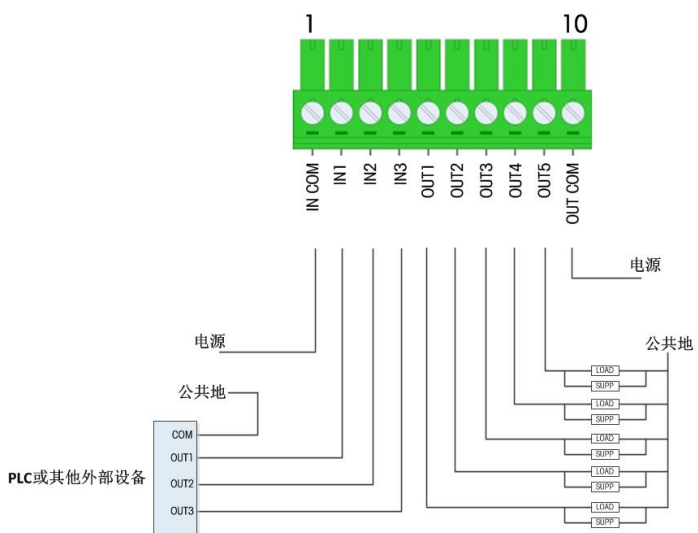 1 10
IN COM
IN1
IN2
IN3
OUT1
OUT2
OUT3
OUT4
OUT5
OUT COM
电源
电源
公共地
公共地
COM
OUT1
OUT2
OUT3
PLC或其他外部设备
LOAD
SUPP
LOAD
SUPP
LOAD
SUPP
LOAD
SUPP
LOAD
SUPP